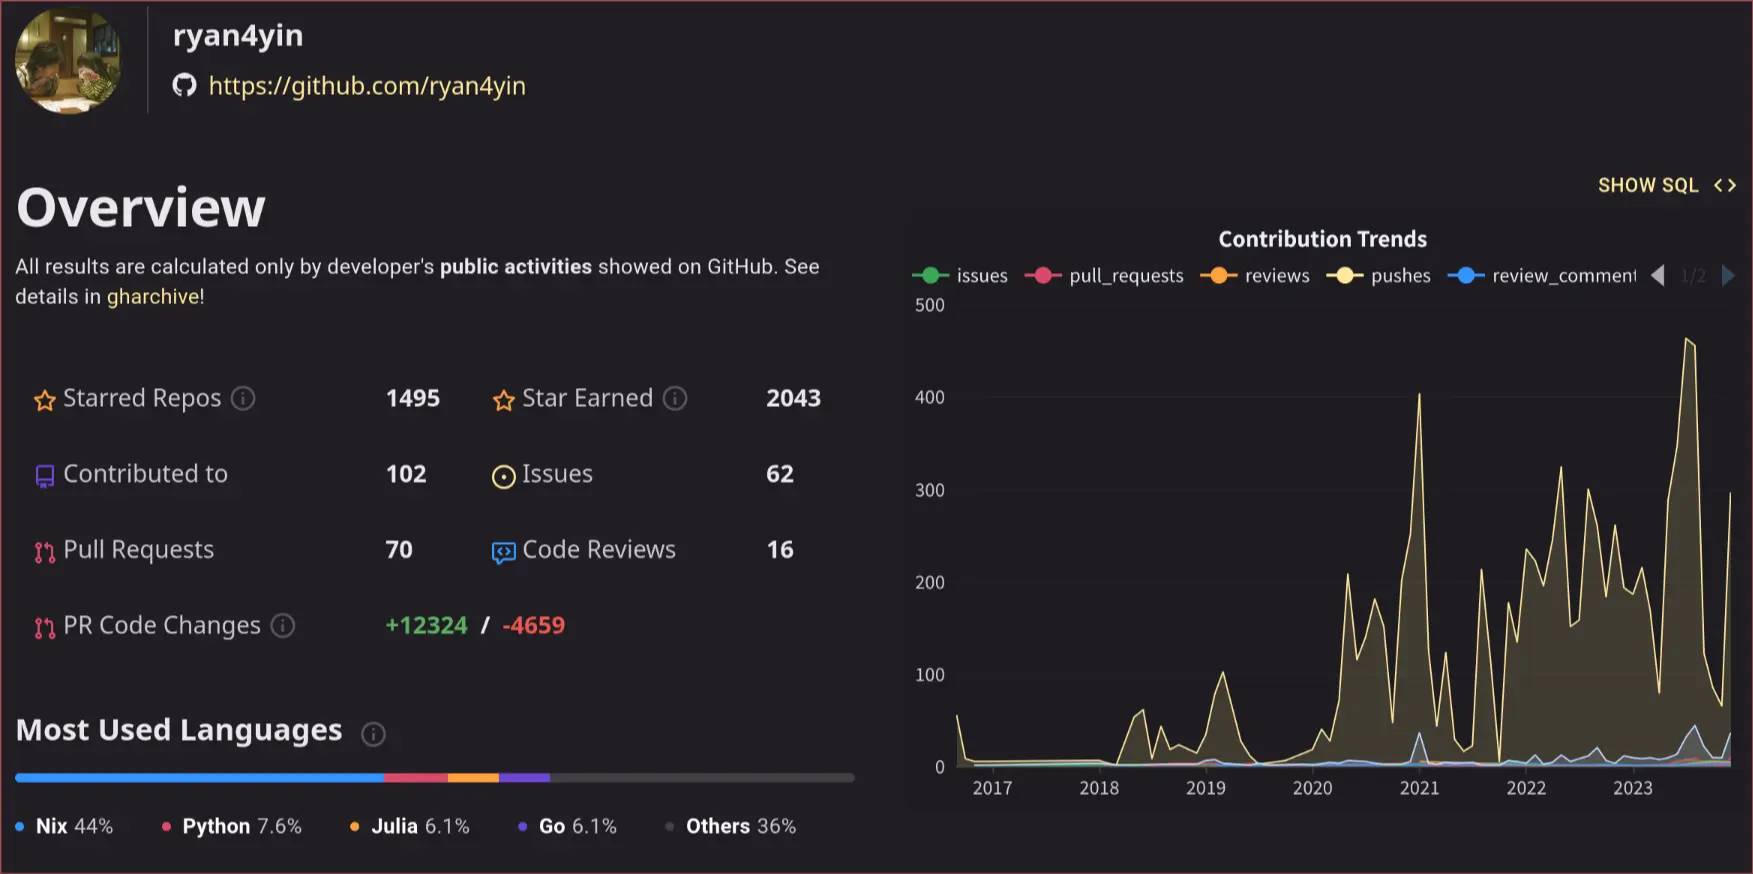 ryan4yin
https://github.com/ryan4yin
Overview
All results are calculated only by developer's public activities showed on GitHub. See
details in gharchive!
Starred Repos 1495 Star Earned 2043
Contributed to 102 Issues 62
Pull Requests 70 Code Reviews 16
PR Code Changes +12324 / -4659
Most Used Languages
Nix 44% Python 7.6% Julia 6.1% Go 6.1% Others 36%
SHOW SQL <>
Contribution Trends
issues pull_requests reviews pushes review_comment 1/2
500
400
300
200
100
0
2017 2018 2019 2020 2021 2022 2023